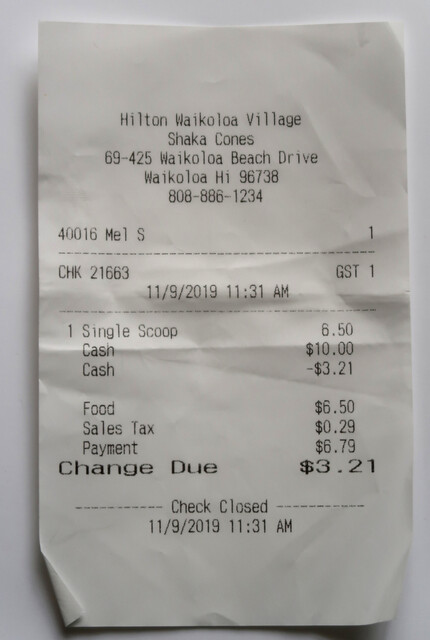 Hilton Waikoloa Village
Shaka Cones
69-425 Waikoloa Beach Drive
Waikoloa Hi 96738
808-886-1234
40016 Mel S 1
CHK 21663 GST 1
11/9/2019 11:31 AM
1 Single Scoop 6.50
Cash $10.00
Cash -$3.21
Food $6.50
Sales Tax $0.29
Payment $6.79
Change Due $3.21
----------- Check Closed -----------
11/9/2019 11:31 AM